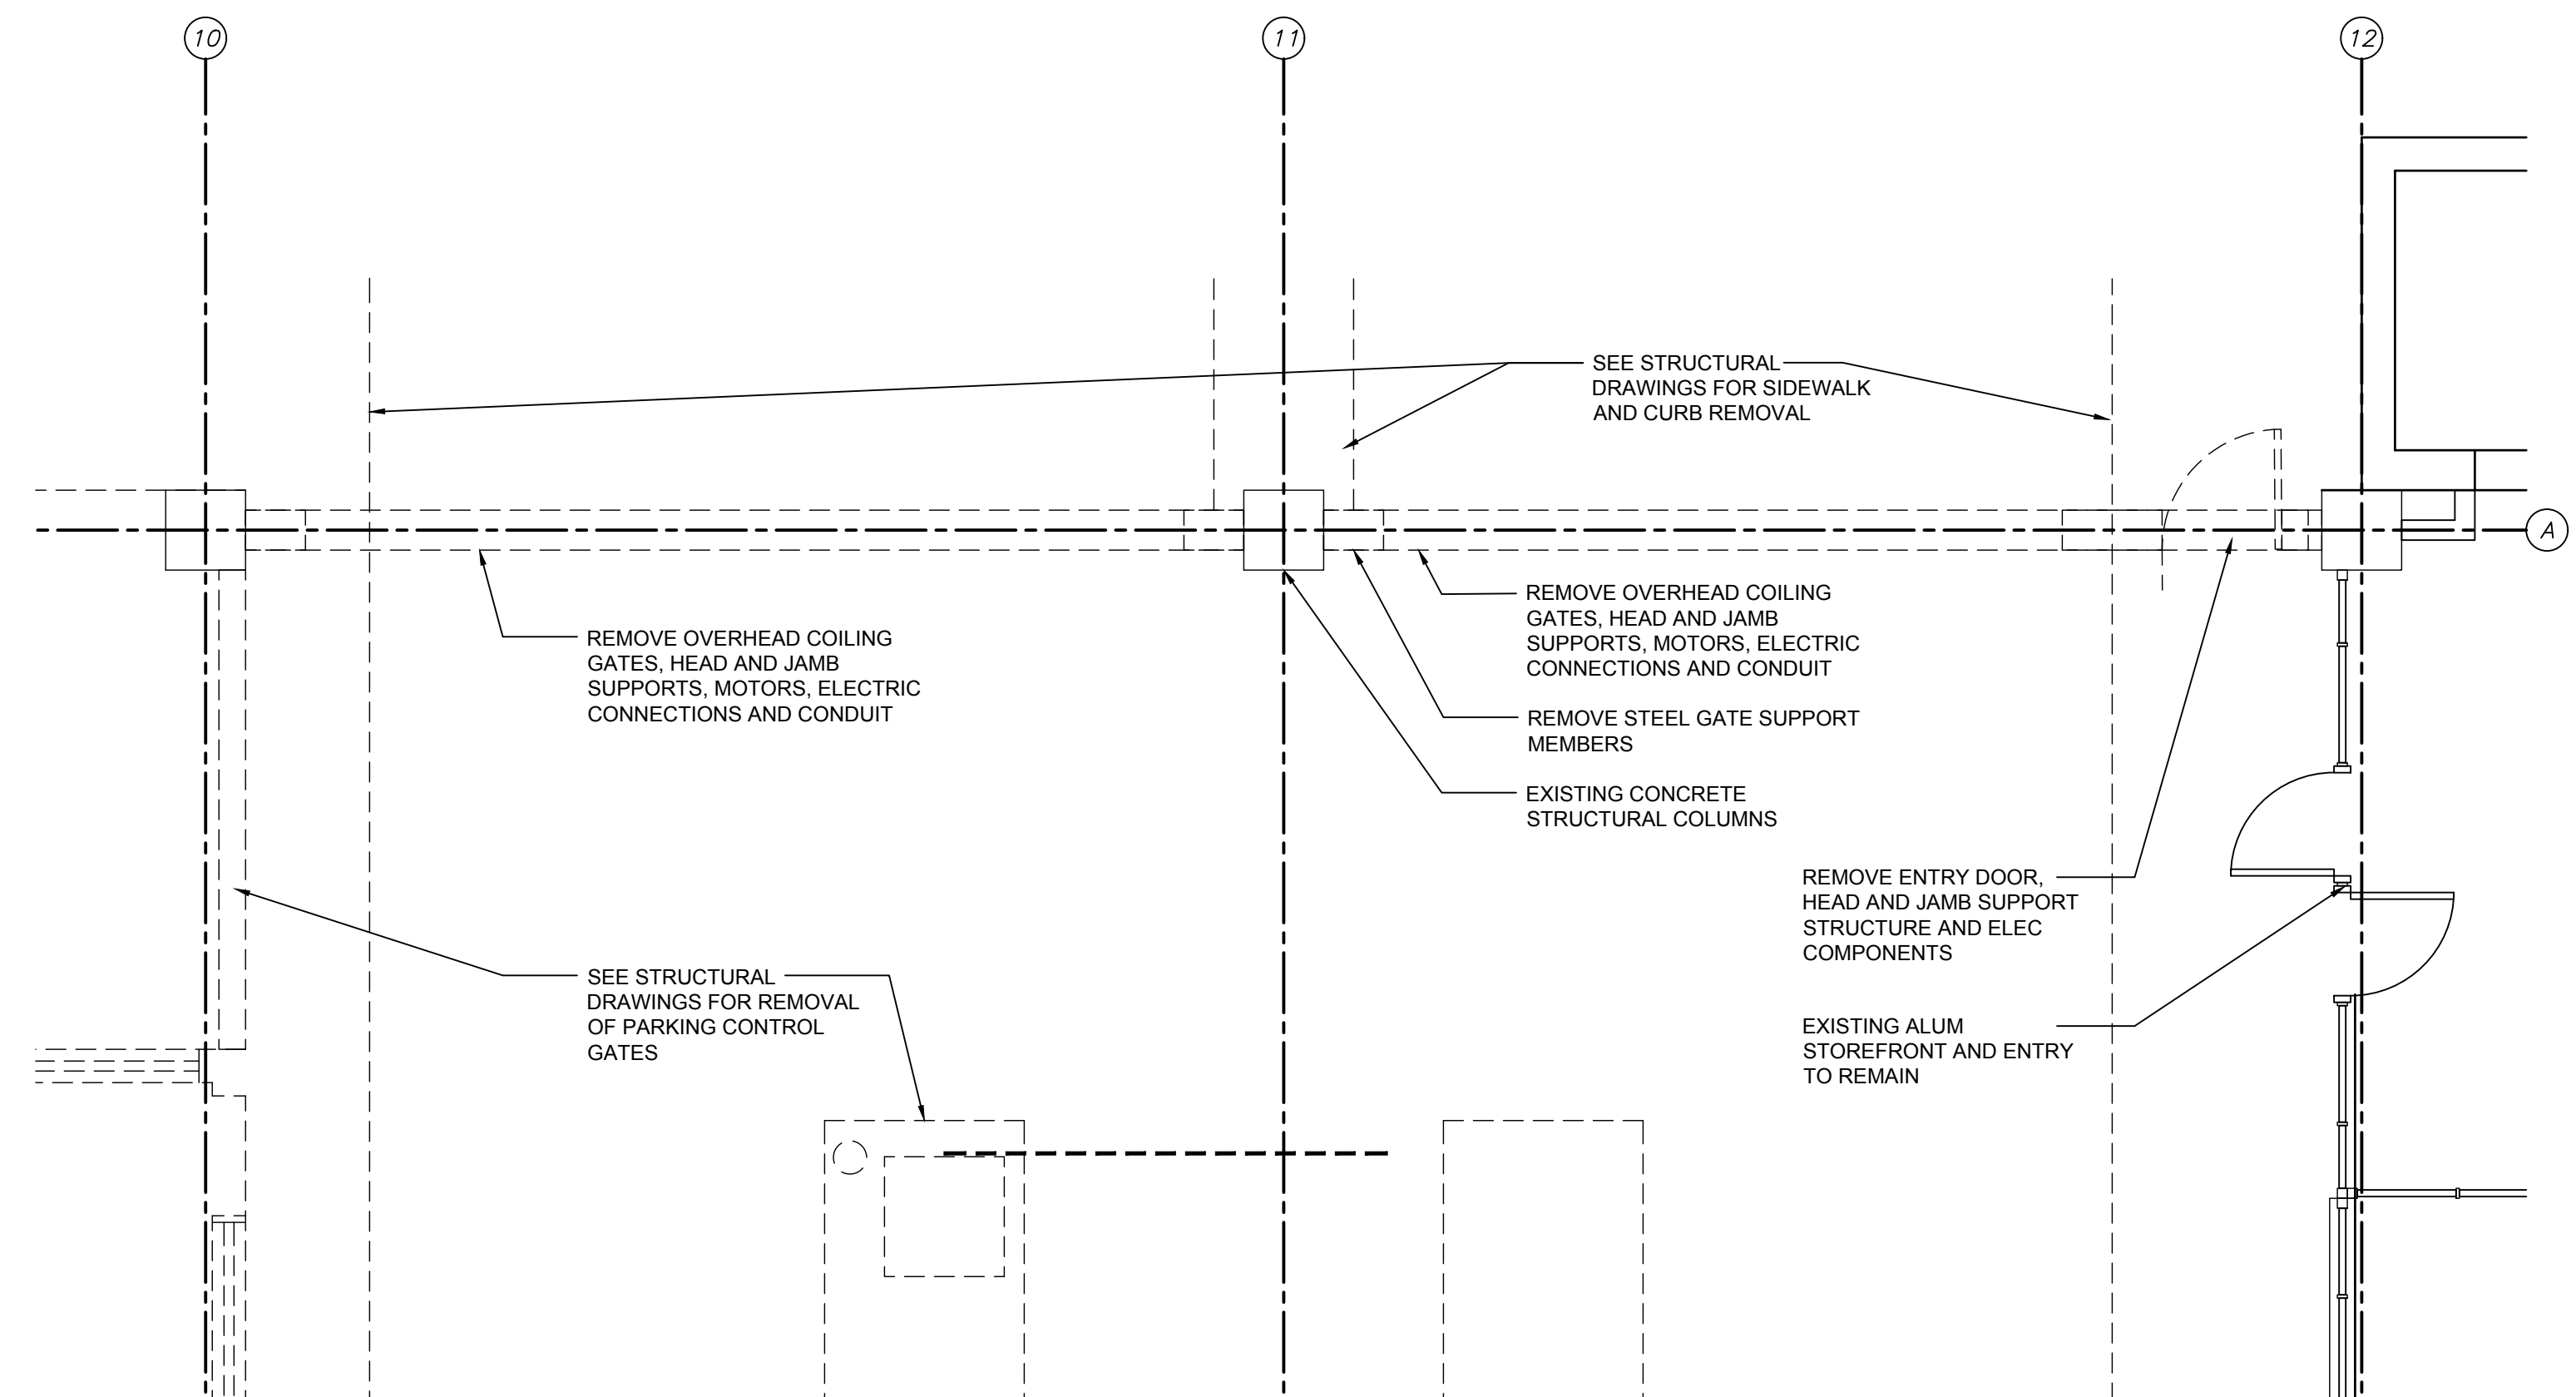 10
11
12
SEE STRUCTURAL
DRAWINGS FOR SIDEWALK
AND CURB REMOVAL
A
REMOVE OVERHEAD COILING
GATES, HEAD AND JAMB
SUPPORTS, MOTORS, ELECTRIC
CONNECTIONS AND CONDUIT
REMOVE OVERHEAD COILING
GATES, HEAD AND JAMB
SUPPORTS, MOTORS, ELECTRIC
CONNECTIONS AND CONDUIT
REMOVE STEEL GATE SUPPORT
MEMBERS
EXISTING CONCRETE
STRUCTURAL COLUMNS
REMOVE ENTRY DOOR,
HEAD AND JAMB SUPPORT
STRUCTURE AND ELEC
COMPONENTS
SEE STRUCTURAL
DRAWINGS FOR REMOVAL
OF PARKING CONTROL
GATES
EXISTING ALUM
STOREFRONT AND ENTRY
TO REMAIN